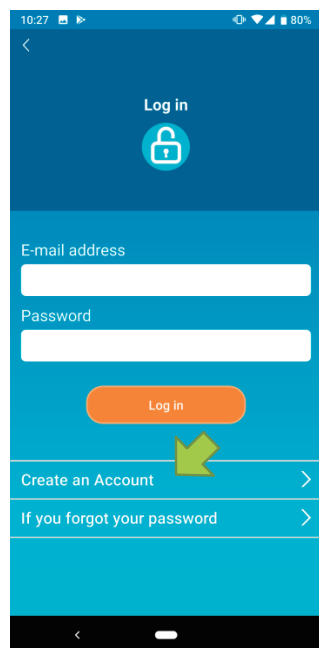 10:27 80%
Log in
E-mail address
Password
Log in
Create an Account
If you forgot your password